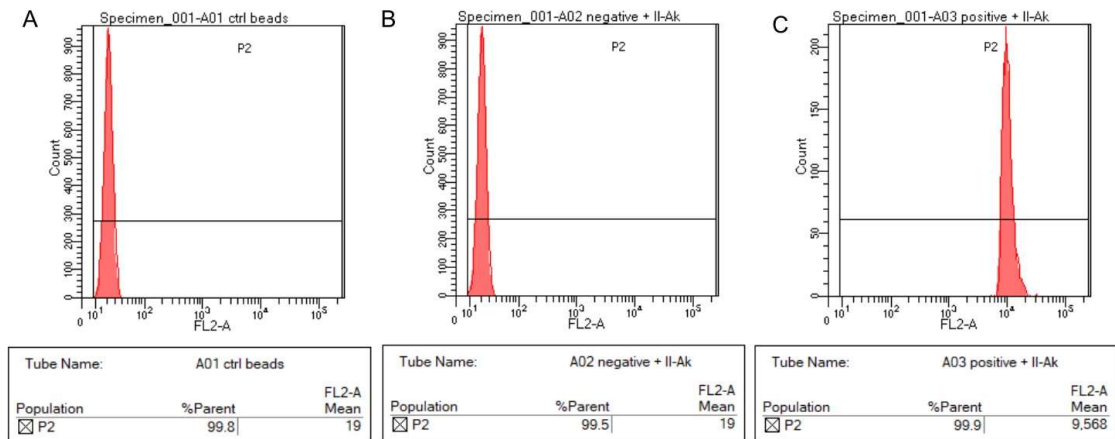 A
Specimen_001-A01 ctrl beads
P2
Count
0 100 200 300 400 500 600 700 800 900
0 10¹ 10² 10³ 10⁴ 10⁵
FL2-A
Tube Name: A01 ctrl beads
FL2-A
Population %Parent Mean
P2 99.8 19
B
Specimen_001-A02 negative + II-Ak
P2
Count
0 100 200 300 400 500 600 700 800 900
0 10¹ 10² 10³ 10⁴ 10⁵
FL2-A
Tube Name: A02 negative + II-Ak
FL2-A
Population %Parent Mean
P2 99.5 19
C
Specimen_001-A03 positive + II-Ak
P2
Count
0 50 100 150 200
0 10¹ 10² 10³ 10⁴ 10⁵
FL2-A
Tube Name: A03 positive + II-Ak
FL2-A
Population %Parent Mean
P2 99.9 9,568